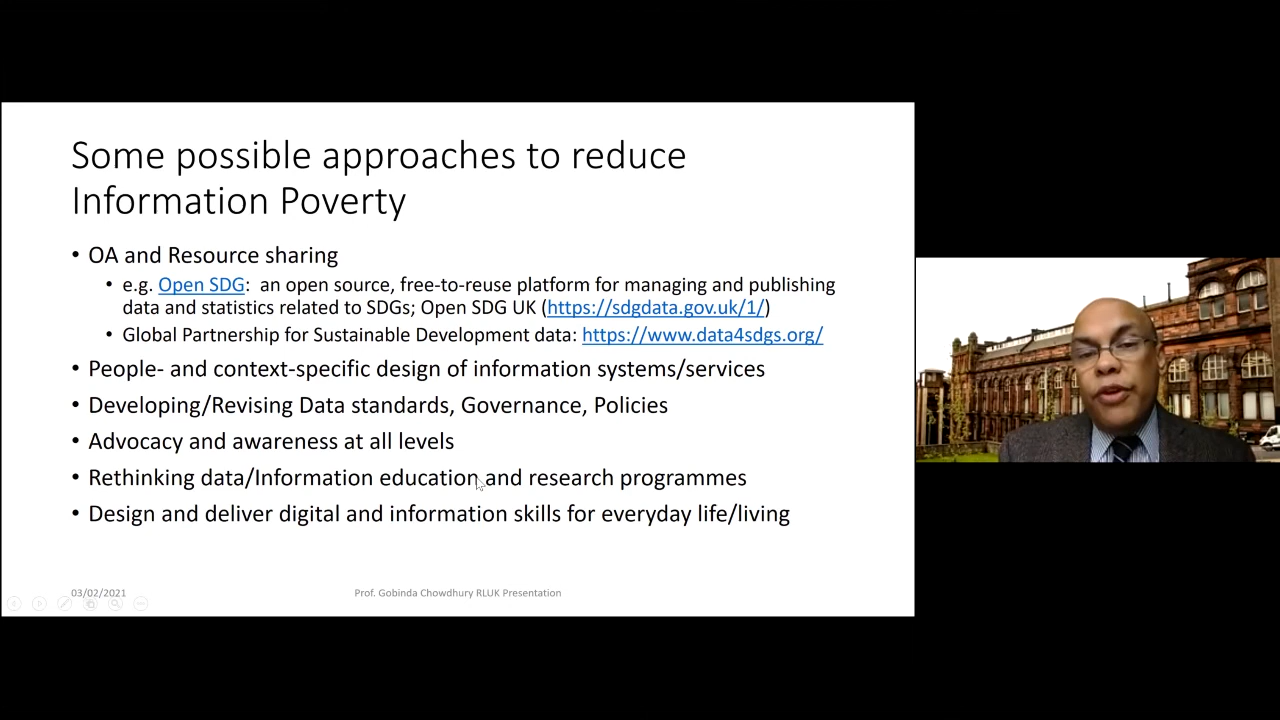 Some possible approaches to reduce
Information Poverty
• OA and Resource sharing
• e.g. Open SDG: an open source, free-to-reuse platform for managing and publishing
data and statistics related to SDGs; Open SDG UK (https://sdgdata.gov.uk/1/)
• Global Partnership for Sustainable Development data: https://www.data4sdgs.org/
• People- and context-specific design of information systems/services
• Developing/Revising Data standards, Governance, Policies
• Advocacy and awareness at all levels
• Rethinking data/Information education and research programmes
• Design and deliver digital and information skills for everyday life/living
03/02/2021
Prof. Gobinda Chowdhury RLUK Presentation